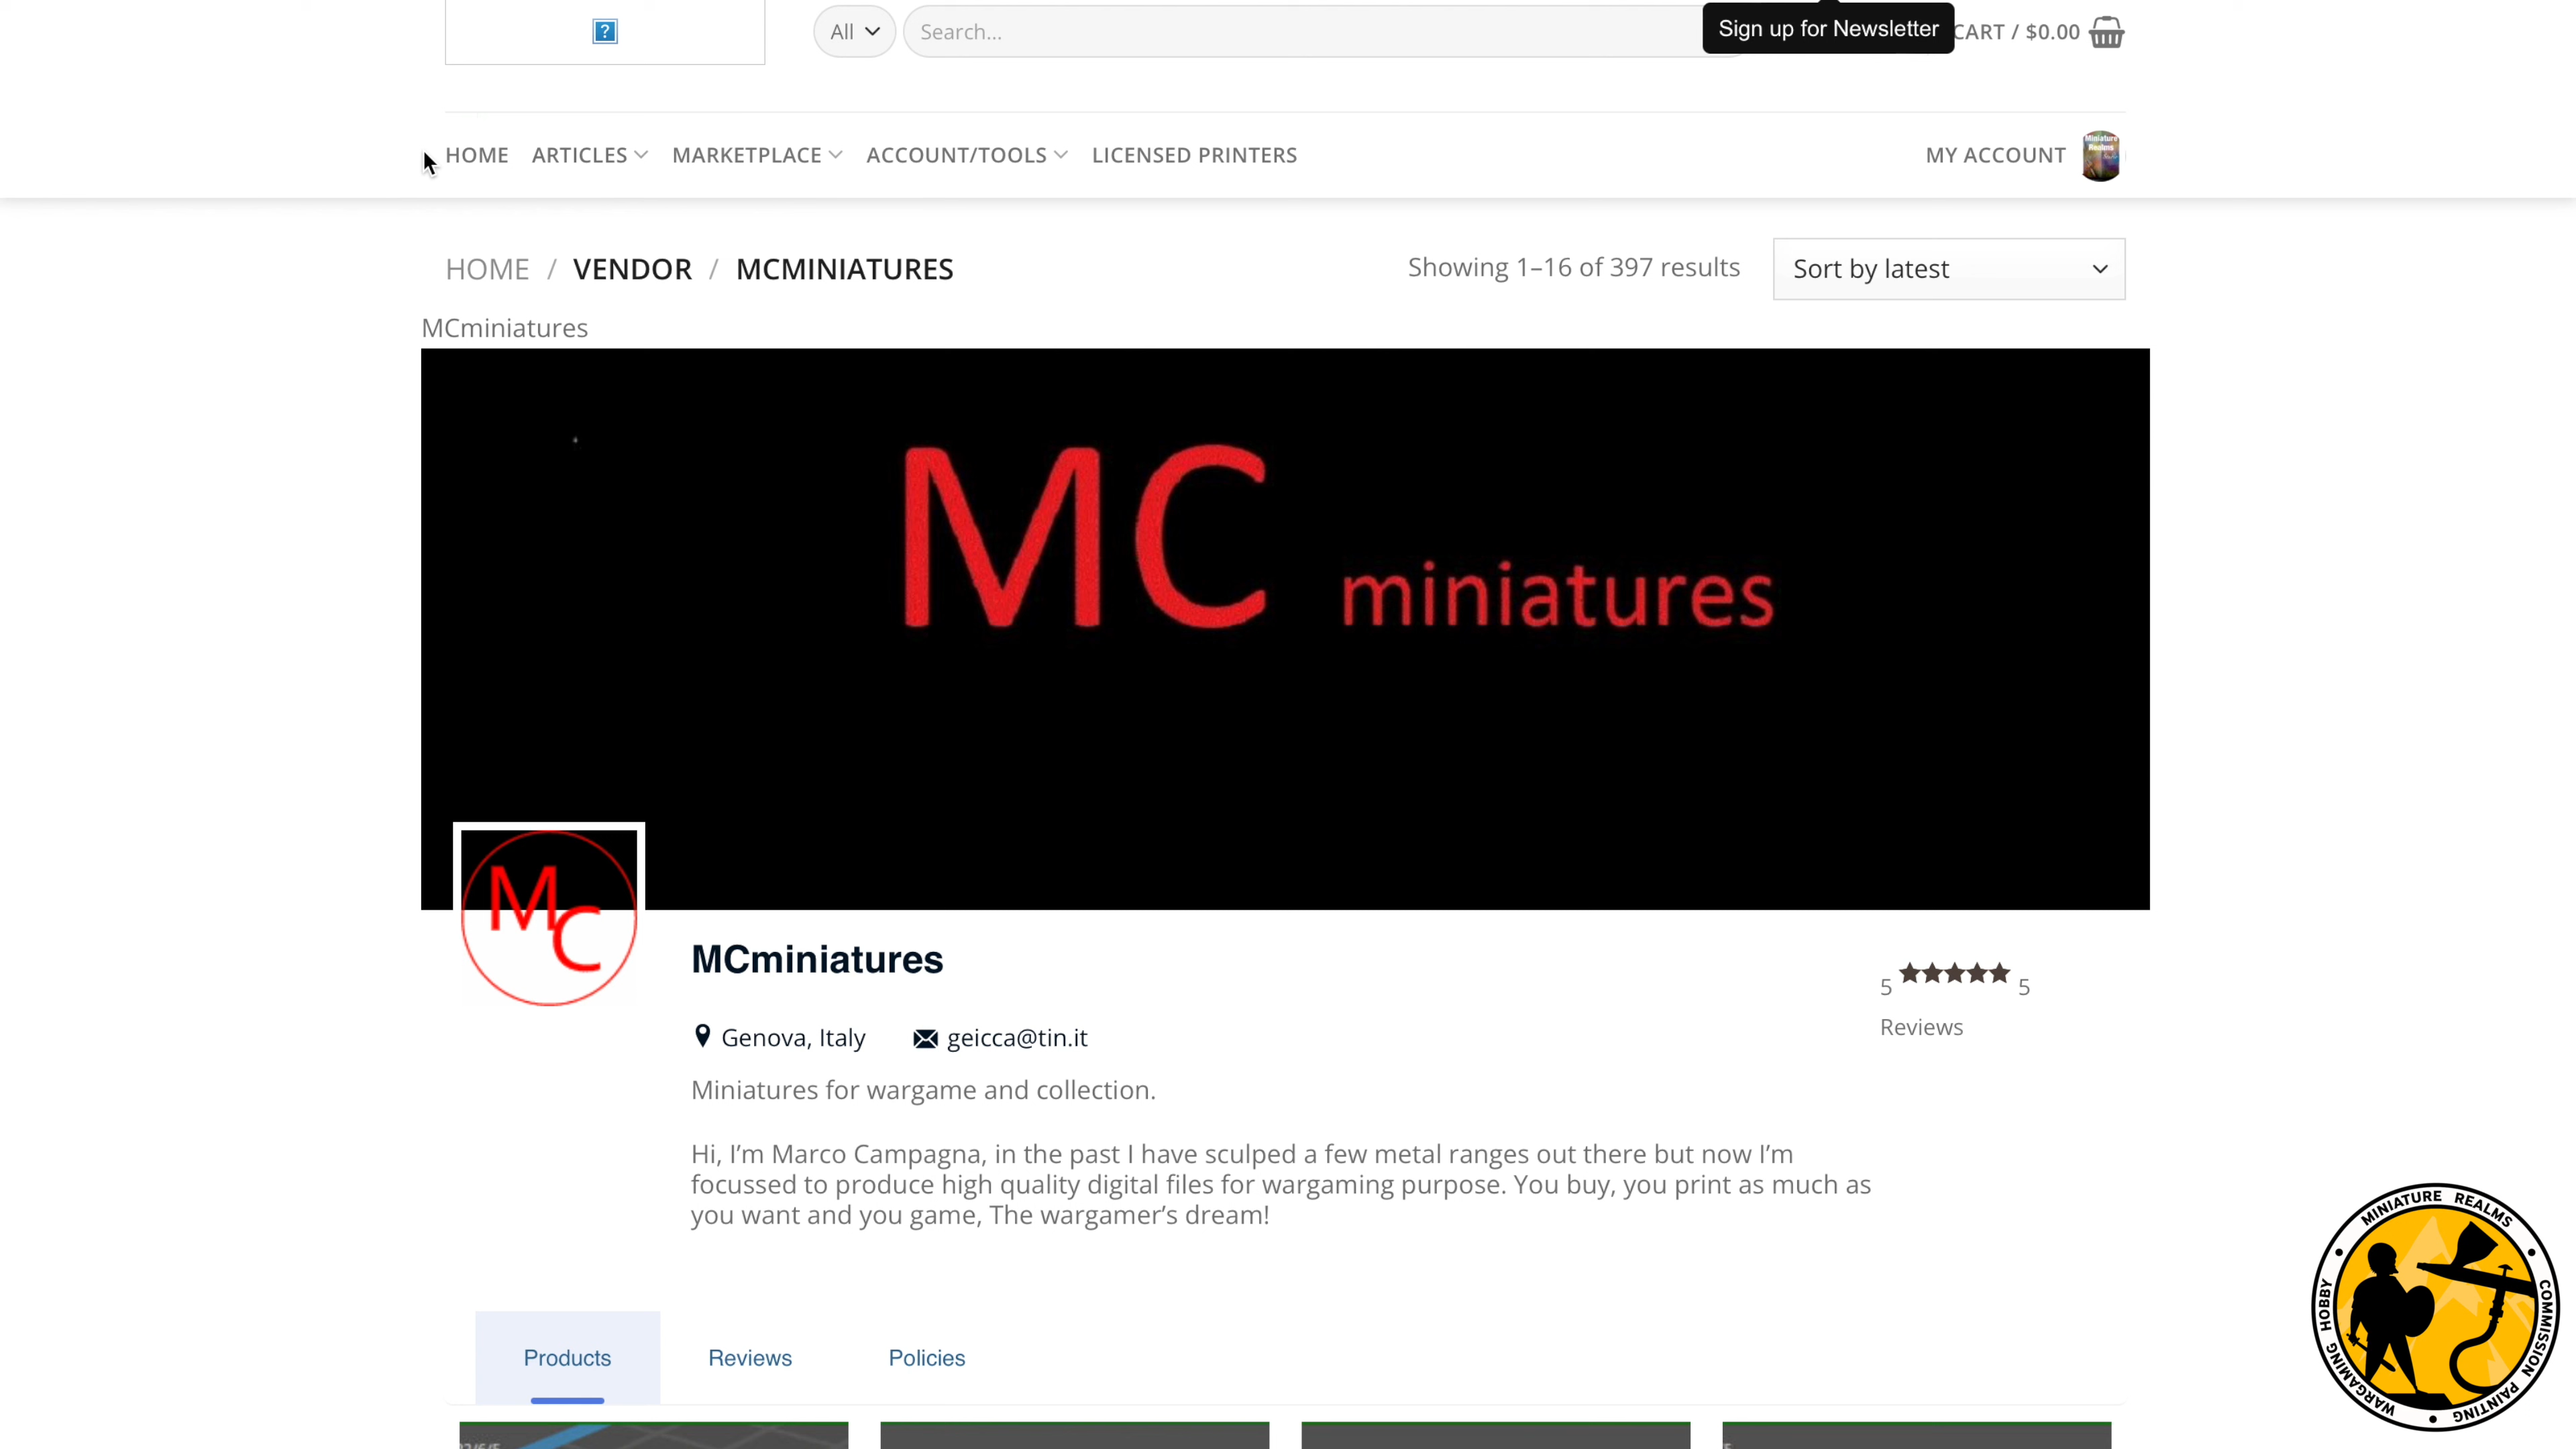 All
Search...
Sign up for Newsletter
CART / $0.00
HOME
ARTICLES
MARKETPLACE
ACCOUNT/TOOLS
LICENSED PRINTERS
MY ACCOUNT
Miniature
Realms
HOME / VENDOR / MCMINIATURES
Showing 1–16 of 397 results
Sort by latest
MCminiatures
MC miniatures
MC
MCminiatures
5 ★★★★★ 5
Reviews
Genova, Italy
geicca@tin.it
Miniatures for wargame and collection.
Hi, I'm Marco Campagna, in the past I have sculped a few metal ranges out there but now I'm
focussed to produce high quality digital files for wargaming purpose. You buy, you print as much as
you want and you game, The wargamer's dream!
Products
Reviews
Policies
MINIATURE REALMS • COMMISSION PAINTING • WARGAMING HOBBY •